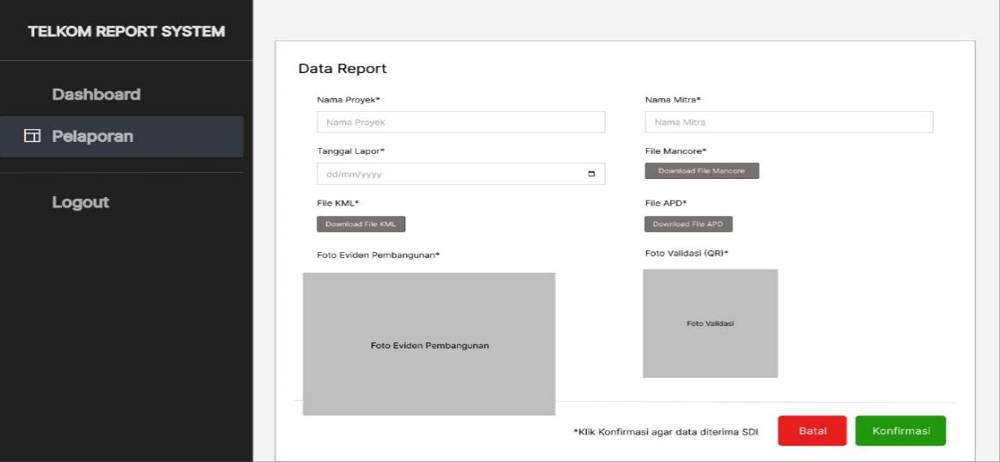 TELKOM REPORT SYSTEM
Dashboard
Pelaporan
Logout
Data Report
Nama Proyek*
Nama Mitra*
Nama Proyek
Nama Mitra
Tanggal Lapor*
File Mancore*
dd/mm/yyyy
Download File Mancore
File KML*
File APD*
Download File KML
Download File APD
Foto Eviden Pembangunan*
Foto Validasi (QR)*
Foto Eviden Pembangunan
Foto Validasi
*Klik Konfirmasi agar data diterima SDI
Batal
Konfirmasi